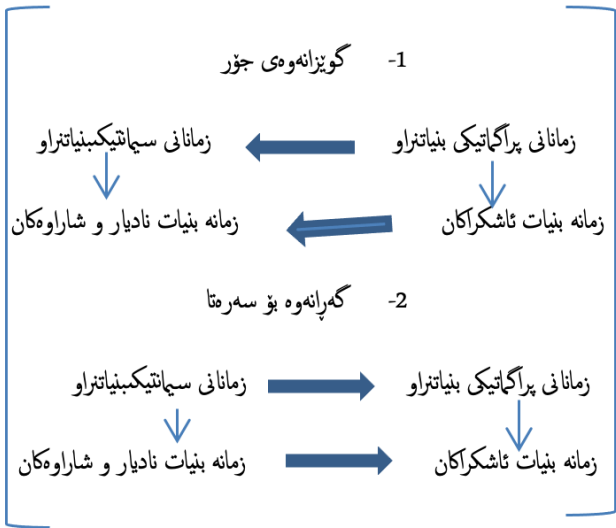 1- گوێزانەوەی جۆر
زمانانی پراگماتیکی بنیاتنراو زمانانی سیمانتیکبنیاتنراو
زمانە بنیات ئاشکراکان زمانە بنیات نادیار و شاراوەکان
2- گەڕانەوە بۆ سەرەتا
زمانانی پراگماتیکی بنیاتنراو زمانانی سیمانتیکبنیاتنراو
زمانە بنیات ئاشکراکان زمانە بنیات نادیار و شاراوەکان